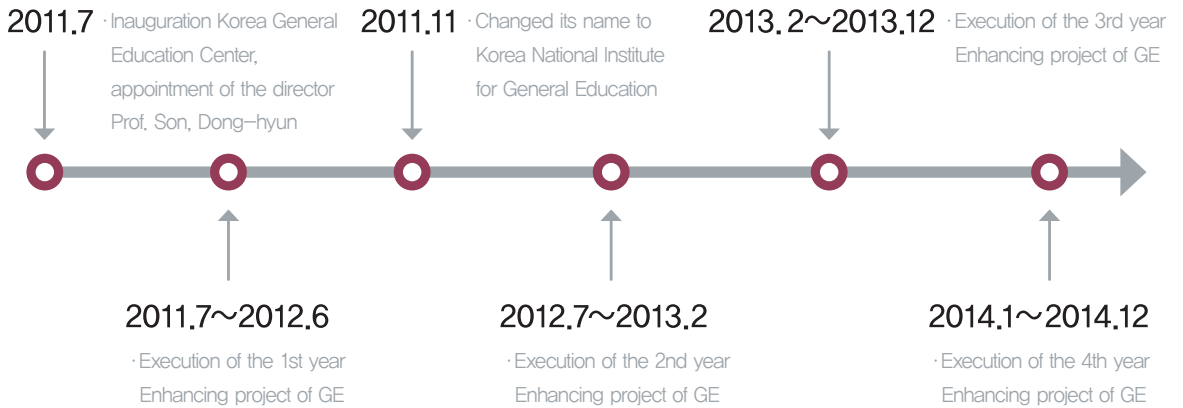 2011.7
· Inauguration Korea General
Education Center,
appointment of the director
Prof. Son, Dong-hyun
2011.11
· Changed its name to
Korea National Institute
for General Education
2013. 2~2013.12
· Execution of the 3rd year
Enhancing project of GE
2011.7~2012.6
· Execution of the 1st year
Enhancing project of GE
2012.7~2013.2
· Execution of the 2nd year
Enhancing project of GE
2014.1~2014.12
· Execution of the 4th year
Enhancing project of GE